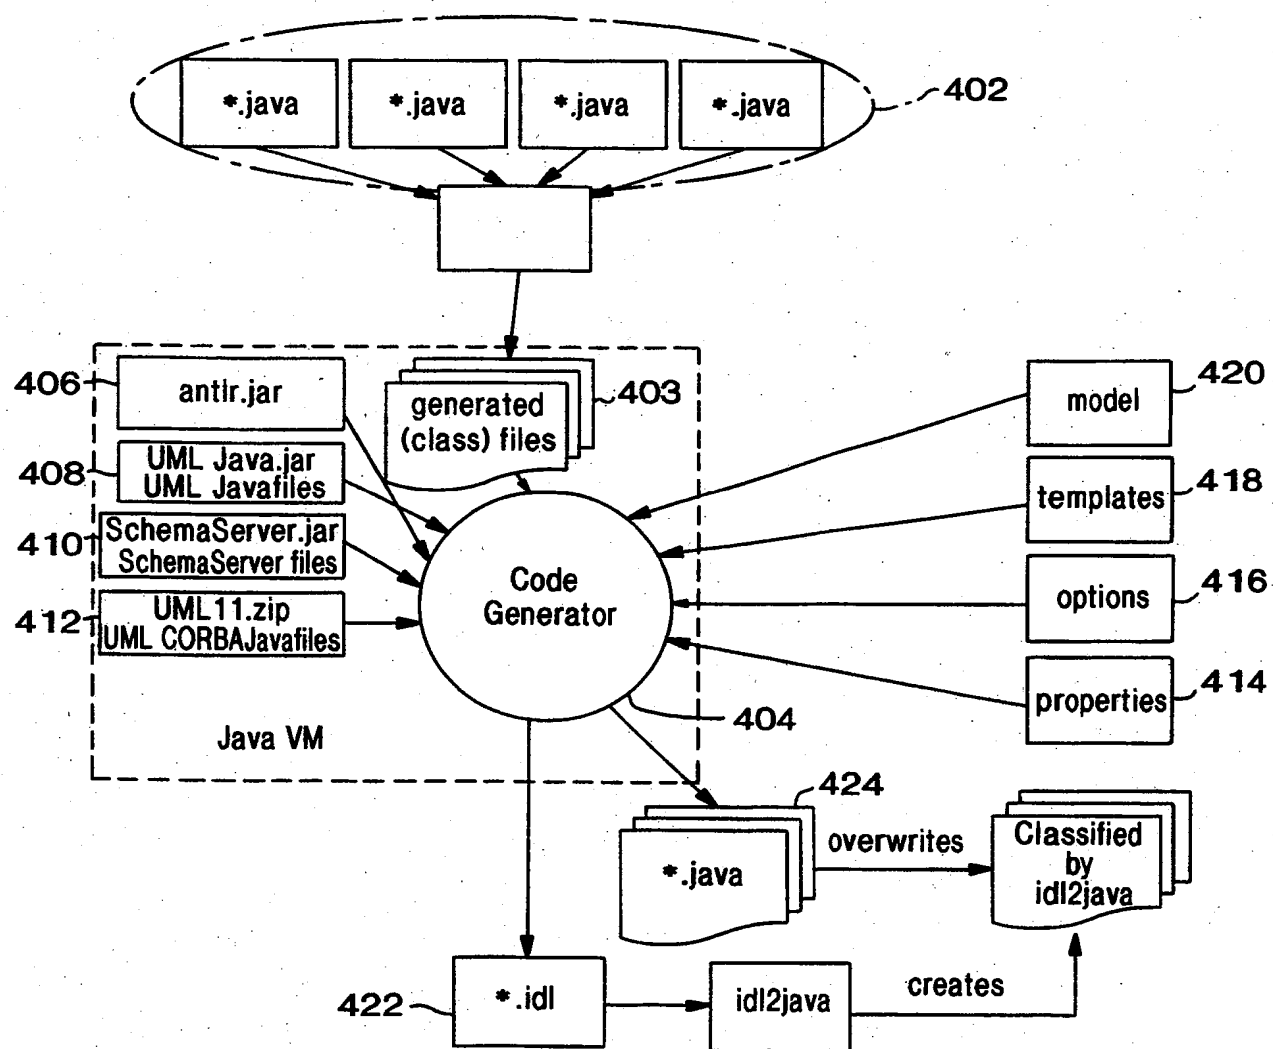 *.java
*.java
*.java
*.java
402
406
antlr.jar
generated
(class) files
403
model
420
408
UML Java.jar
UML Javafiles
templates
418
410
SchemaServer.jar
SchemaServer files
Code
Generator
options
416
412
UML11.zip
UML CORBAJavafiles
properties
414
404
Java VM
424
*.java
overwrites
Classified
by
idl2java
422
*.idl
idl2java
creates